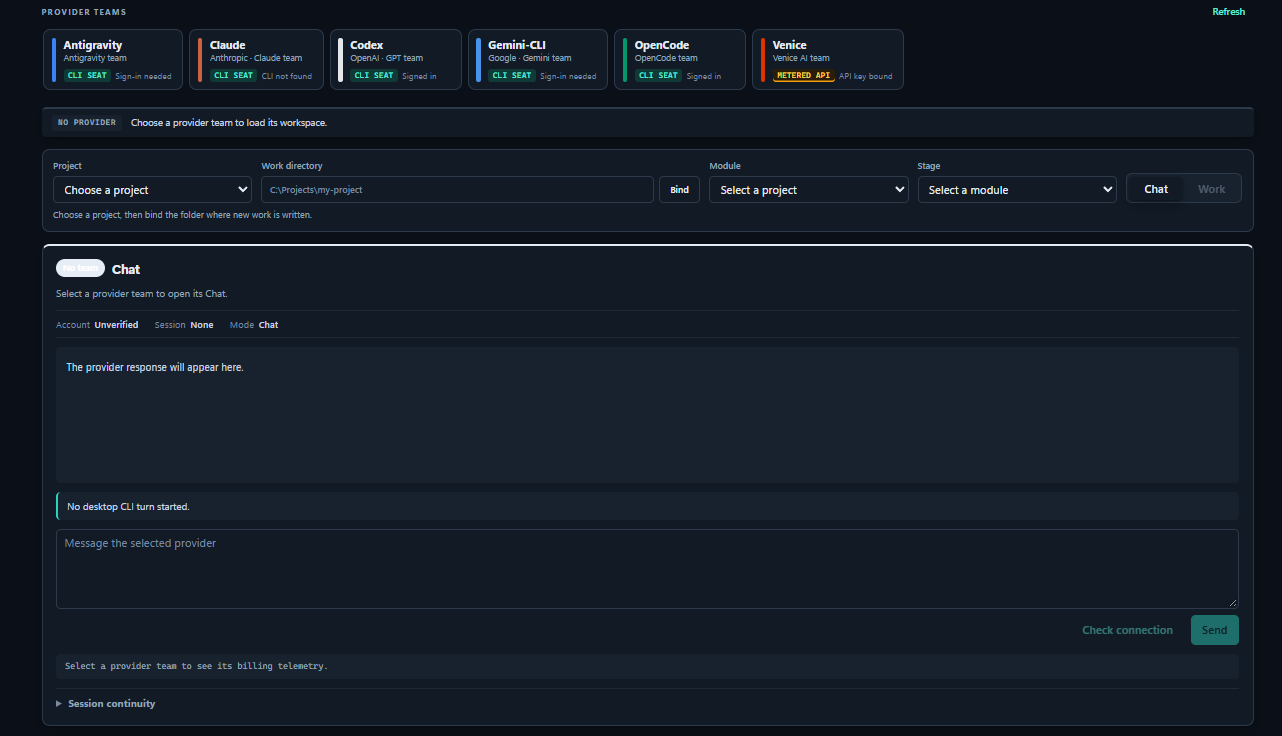 PROVIDER TEAMS
Refresh
Antigravity
Antigravity team
CLI SEAT Sign-in needed
Claude
Anthropic · Claude team
CLI SEAT CLI not found
Codex
OpenAI · GPT team
CLI SEAT Signed in
Gemini-CLI
Google · Gemini team
CLI SEAT Sign-in needed
OpenCode
OpenCode team
CLI SEAT Signed in
Venice
Venice AI team
METERED API API key bound
NO PROVIDER Choose a provider team to load its workspace.
Project
Work directory
Module
Stage
Choose a project
C:\Projects\my-project
Bind
Select a project
Select a module
Chat
Work
Choose a project, then bind the folder where new work is written.
Chat
Select a provider team to open its Chat.
Account Unverified Session None Mode Chat
The provider response will appear here.
No desktop CLI turn started.
Message the selected provider
Check connection
Send
Select a provider team to see its billing telemetry.
Session continuity